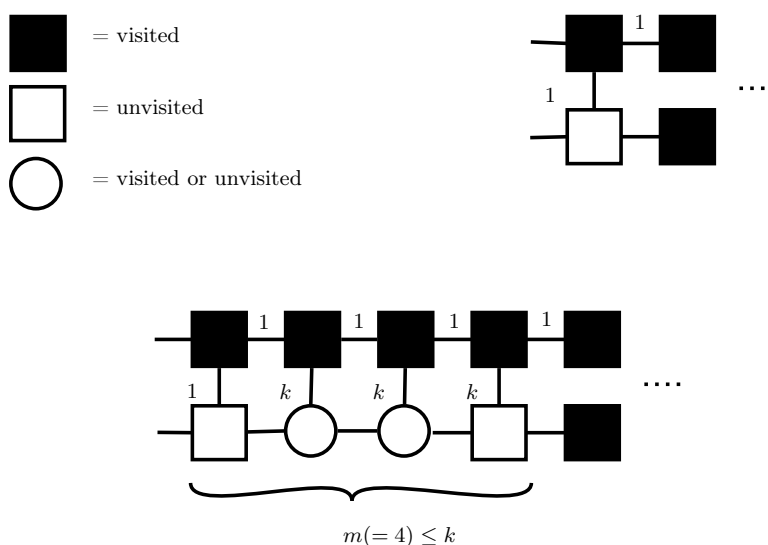 = visited
= unvisited
= visited or unvisited
1
1
...
1 1 1 1
1 k k k
....
m(= 4) ≤ k